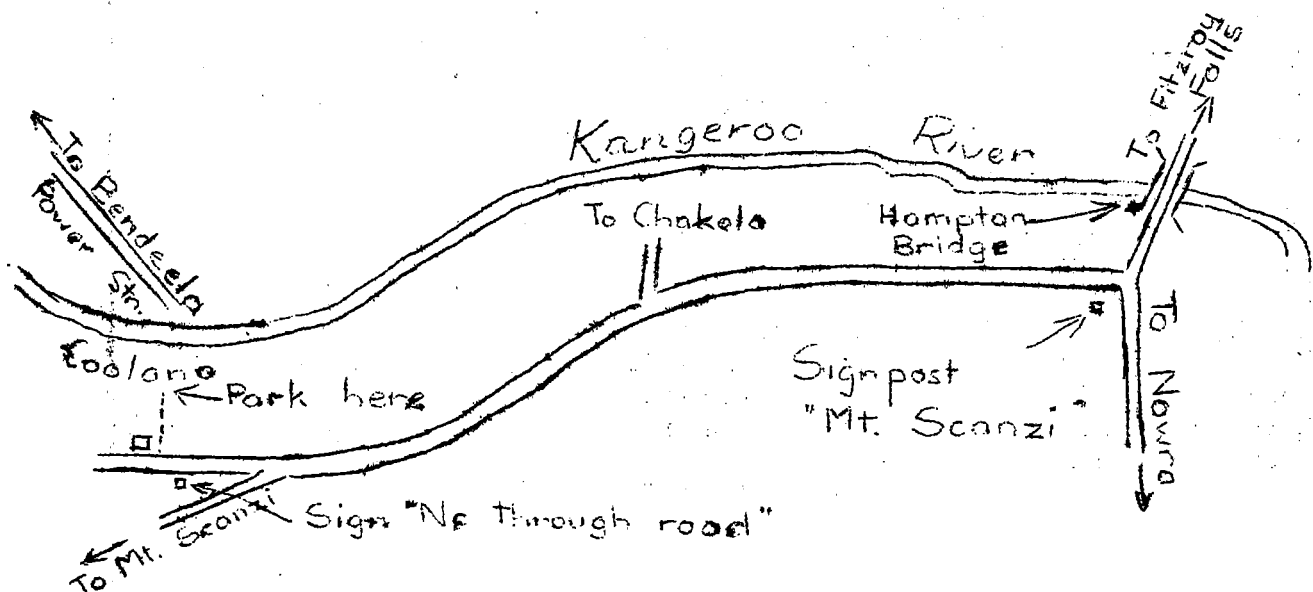 To Fitzroy
Falls
Kangeroo River
To Bendeela
Power Stn.
To Chakola
Hampton
Bridge
To Nowra
Coolana
Park here
Signpost
"Mt. Scanzi"
Sign "No through road"
To Mt. Scanzi